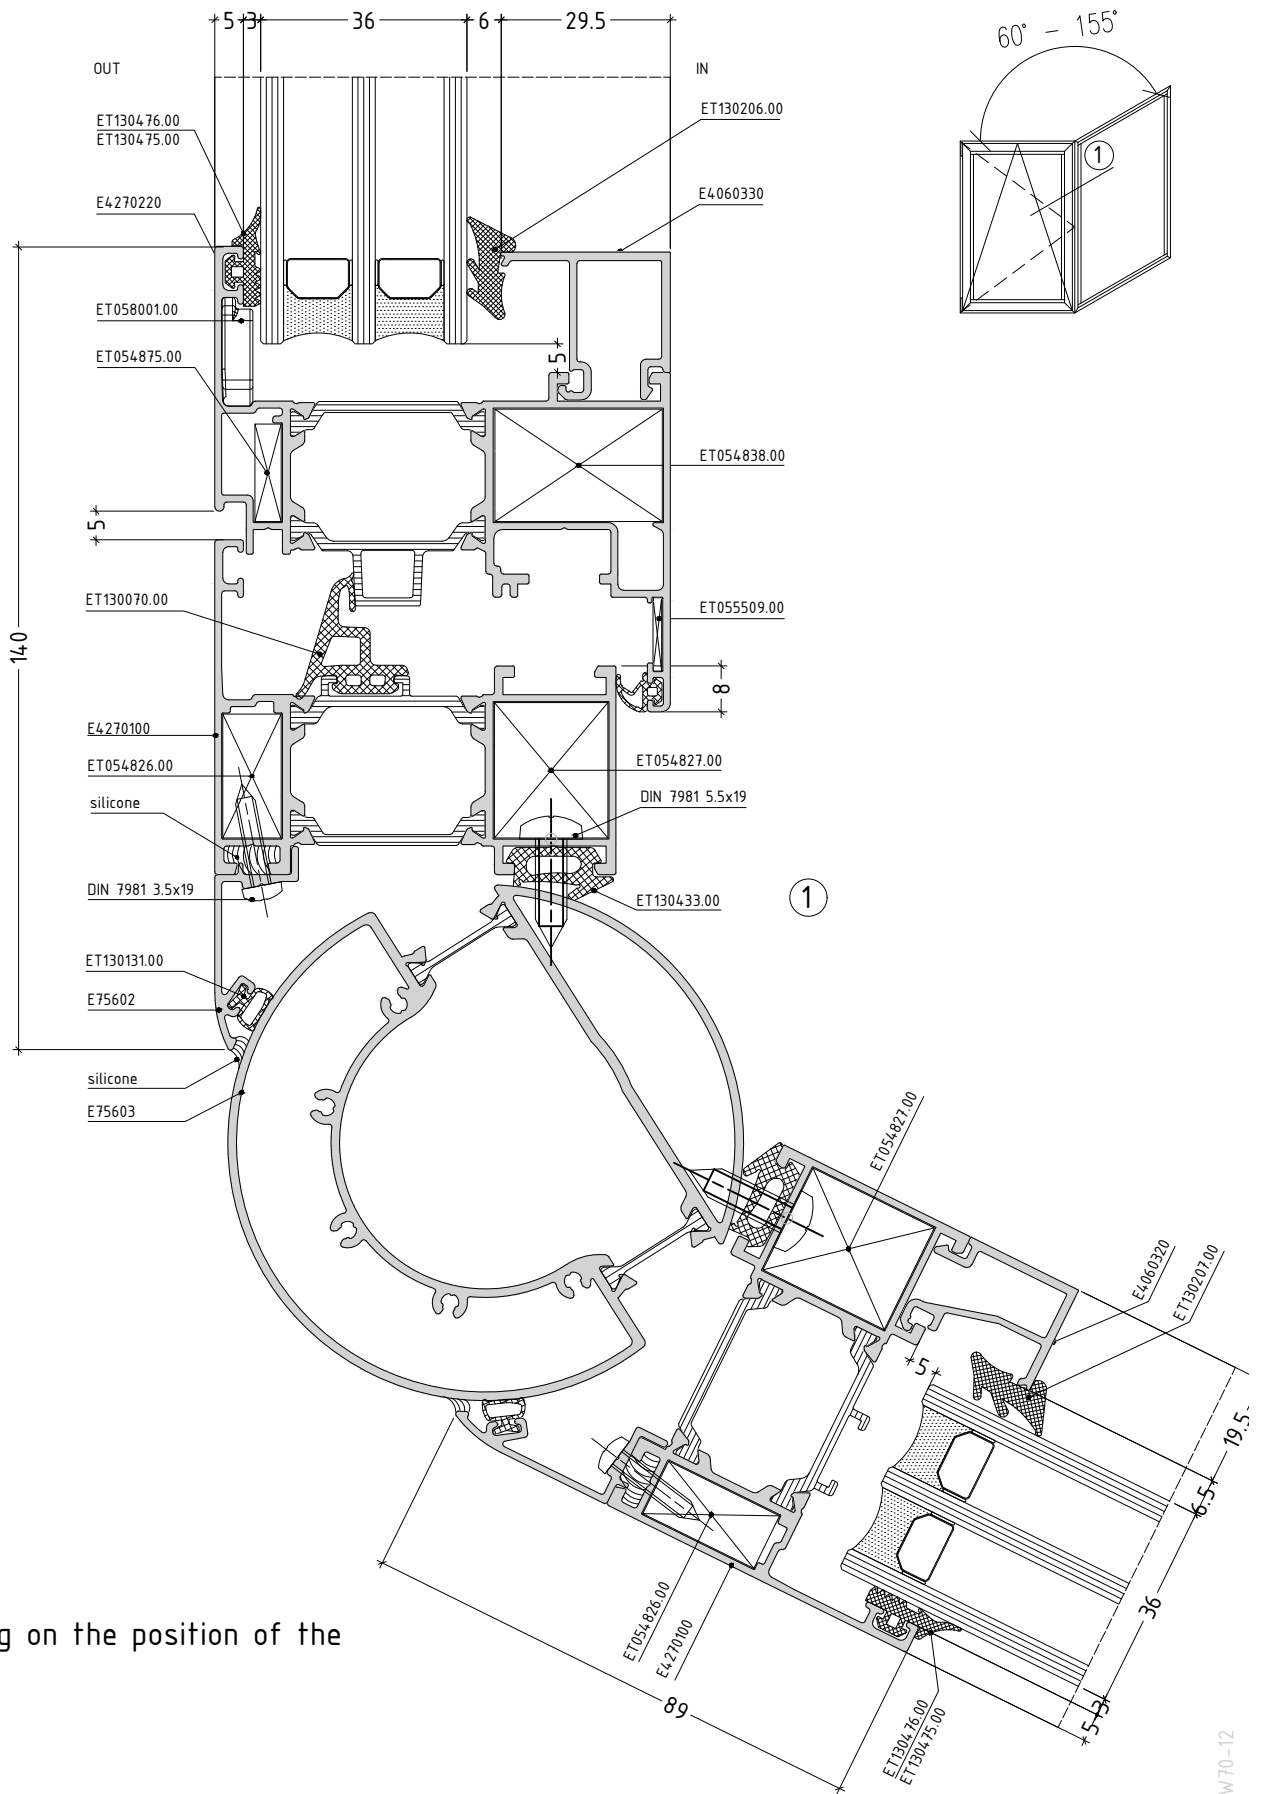 5 3 36 6 29.5
60° - 155°
OUT
IN
ET130476.00
ET130475.00
ET130206.00
1
E4270220
E4060330
ET058001.00
ET054875.00
5
ET054838.00
5
ET130070.00
ET055509.00
140
8
E4270100
ET054826.00
ET054827.00
silicone
DIN 7981 5.5x19
DIN 7981 3.5x19
ET130433.00
1
ET130131.00
E75602
silicone
E75603
ET054827.00
E4060320
ET130207.00
5
19.5
6.5
36
ET054826.00
E4270100
g on the position of the
89
ET130476.00
ET130475.00
5 3
W70-12